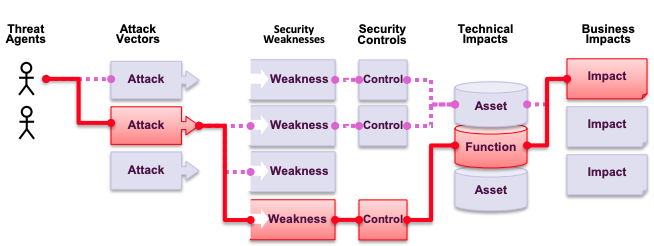 Threat Agents
Attack Vectors
Security Weaknesses
Security Controls
Technical Impacts
Business Impacts
Attack
Weakness
Control
Asset
Impact
Attack
Weakness
Control
Function
Impact
Attack
Weakness
Asset
Impact
Weakness
Control